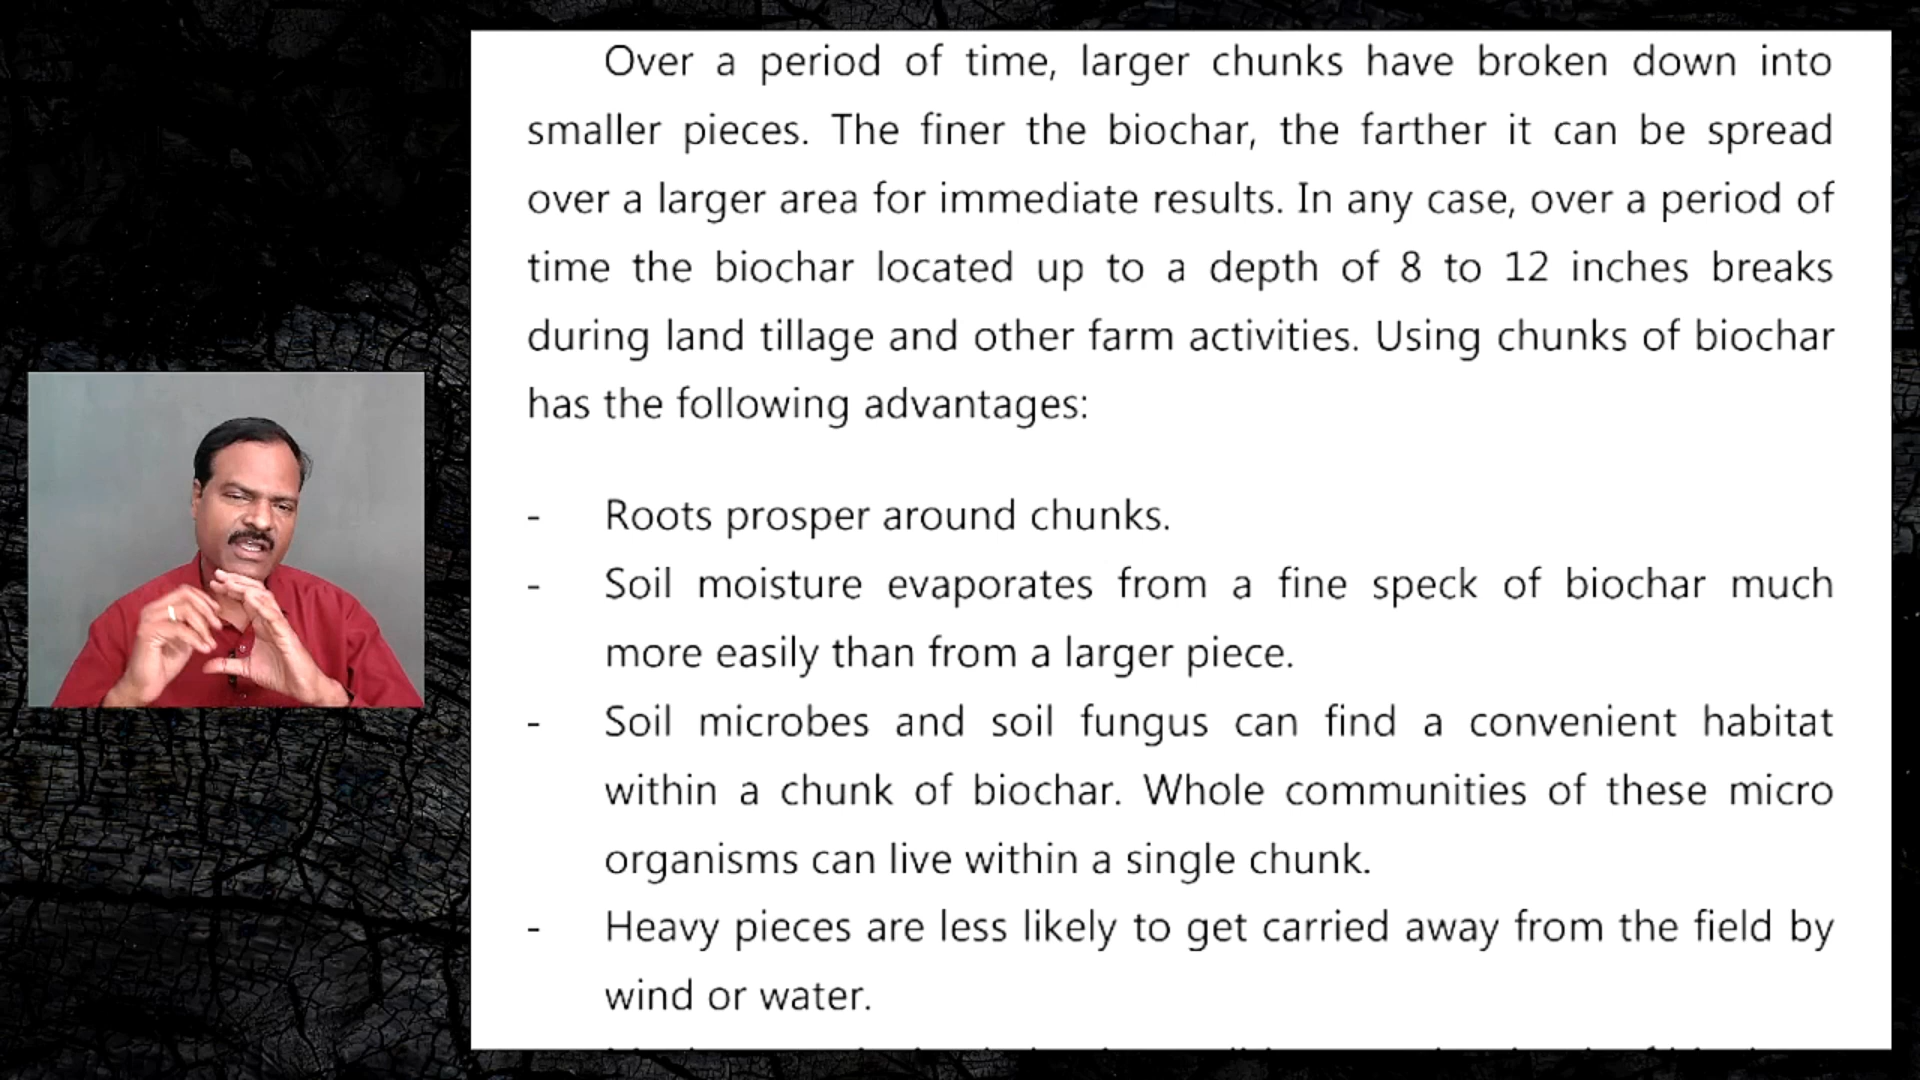 Over a period of time, larger chunks have broken down into
smaller pieces. The finer the biochar, the farther it can be spread
over a larger area for immediate results. In any case, over a period of
time the biochar located up to a depth of 8 to 12 inches breaks
during land tillage and other farm activities. Using chunks of biochar
has the following advantages:
- Roots prosper around chunks.
- Soil moisture evaporates from a fine speck of biochar much
more easily than from a larger piece.
- Soil microbes and soil fungus can find a convenient habitat
within a chunk of biochar. Whole communities of these micro
organisms can live within a single chunk.
- Heavy pieces are less likely to get carried away from the field by
wind or water.